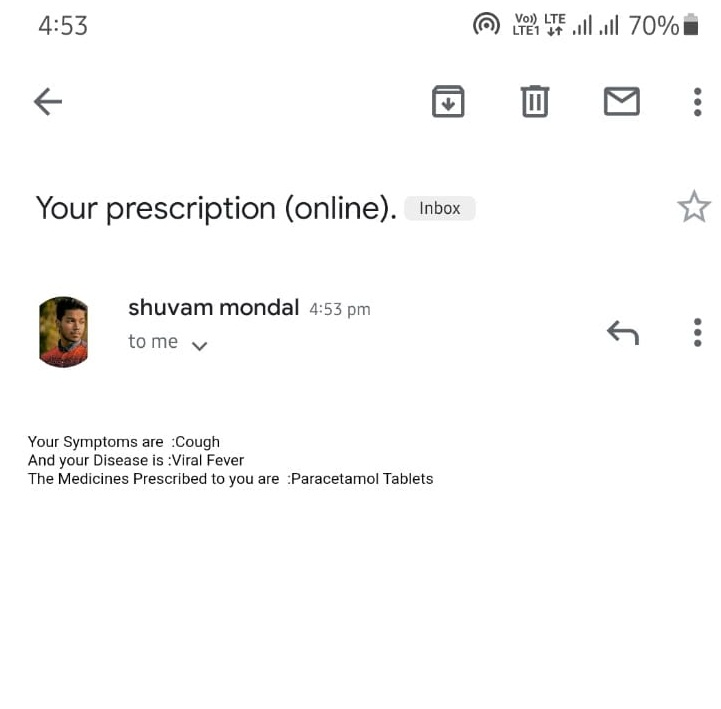 4:53 Vo)) LTE LTE1 70%
Your prescription (online). Inbox
shuvam mondal 4:53 pm
to me
Your Symptoms are :Cough
And your Disease is :Viral Fever
The Medicines Prescribed to you are :Paracetamol Tablets